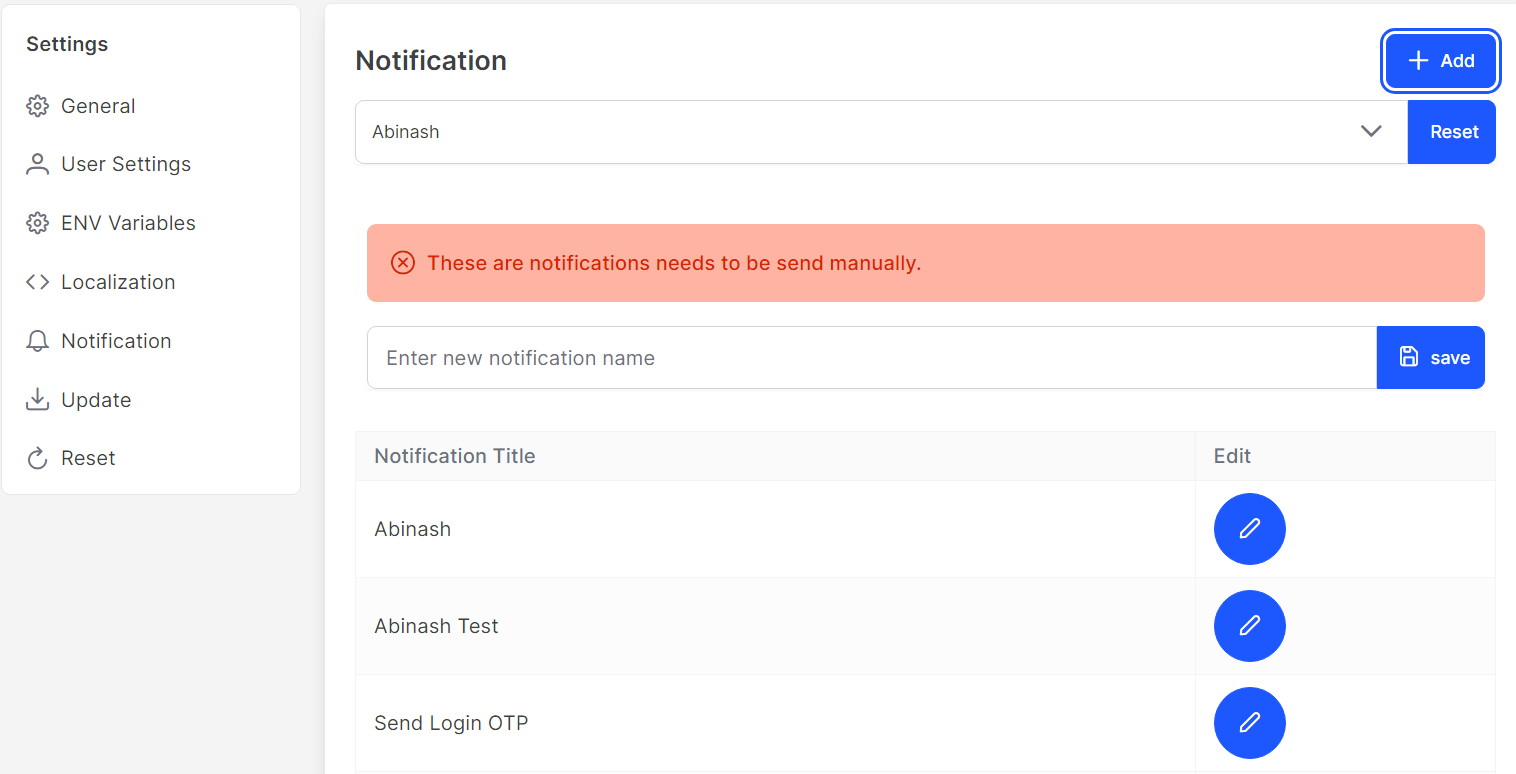 Settings
General
User Settings
ENV Variables
Localization
Notification
Update
Reset
Notification
Add
Abinash
Reset
These are notifications needs to be send manually.
Enter new notification name
save
Notification Title
Edit
Abinash
Abinash Test
Send Login OTP